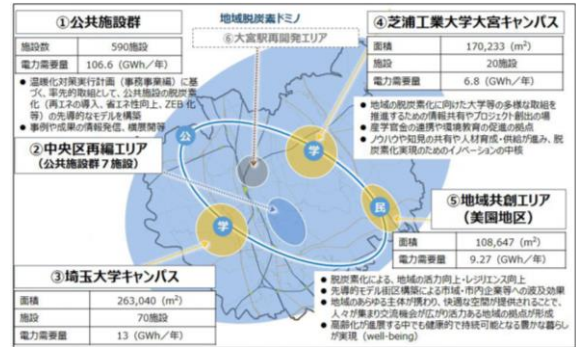 ①公共施設群
施設数 590施設
電力需要量 106.6（GWh／年）
● 温暖化対策実行計画（事務事業編）に基
づく、率先的取組として、公共施設の脱炭素
化（再エネの導入、省エネ性向上、ZEB 化
等）の先導的なモデルを構築
● 事例や成果の情報発信、横展開等
②中央区再編エリア
（公共施設群７施設）
③埼玉大学キャンパス
面積 263,040（m²）
施設 70施設
電力需要量 13（GWh／年）
地域脱炭素ドミノ
⑥大宮駅再開発エリア
公
学
民
学
④芝浦工業大学大宮キャンパス
面積 170,233（m²）
施設 20施設
電力需要量 6.8（GWh／年）
● 地域の脱炭素化に向けた大学等の多様な取組を
推進するための情報共有やプロジェクト創出の場
● 産学官金の連携や環境教育の促進の拠点
● ノウハウや知見の共有や人材育成・供給が進み、脱
炭素化実現のためのイノベーションの中核
⑤地域共創エリア
（美園地区）
面積 108,647（m²）
電力需要量 9.27（GWh／年）
● 脱炭素化による、地域の活力向上・レジリエンス向上
● 先導的モデル街区構築による市域・市内企業等への波及効果
● 地域のあらゆる主体が携わり、快適な空間が提供されることで、
人々が集まり交流機会が広がり活力ある地域の拠点が形成
● 高齢化が進展する中でも健康的で持続可能となる豊かな暮らし
が実現（well-being）